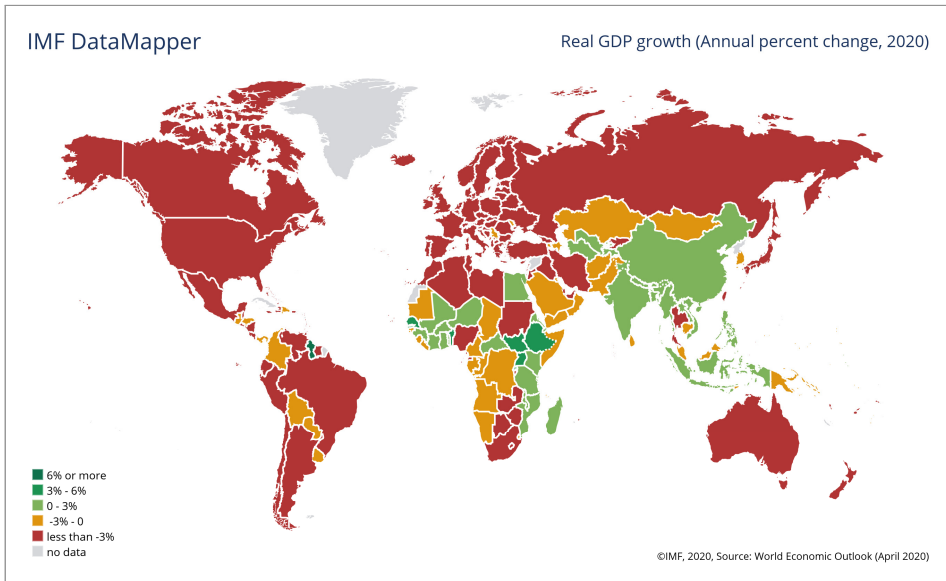 IMF DataMapper
Real GDP growth (Annual percent change, 2020)
6% or more
3% - 6%
0 - 3%
-3% - 0
less than -3%
no data
©IMF, 2020, Source: World Economic Outlook (April 2020)